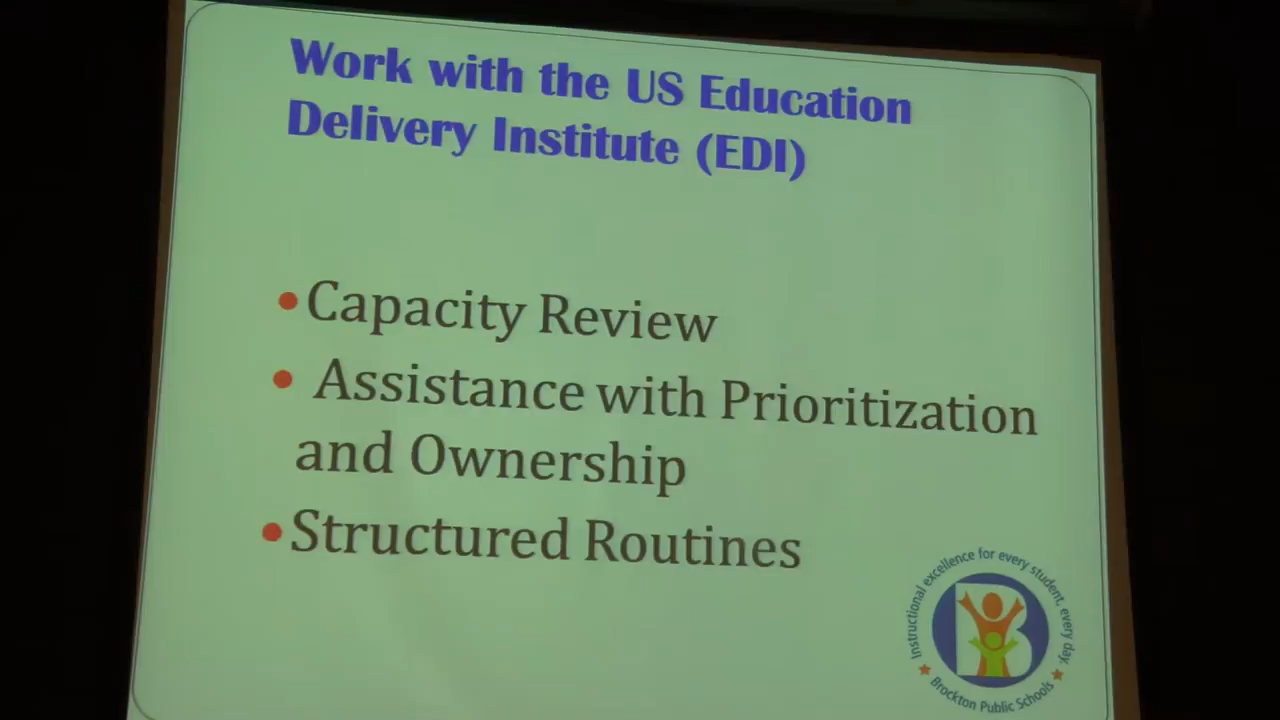 Work with the US Education
Delivery Institute (EDI)
•Capacity Review
• Assistance with Prioritization
and Ownership
•Structured Routines
Instructional excellence for every student, every day.
B
Brockton Public Schools